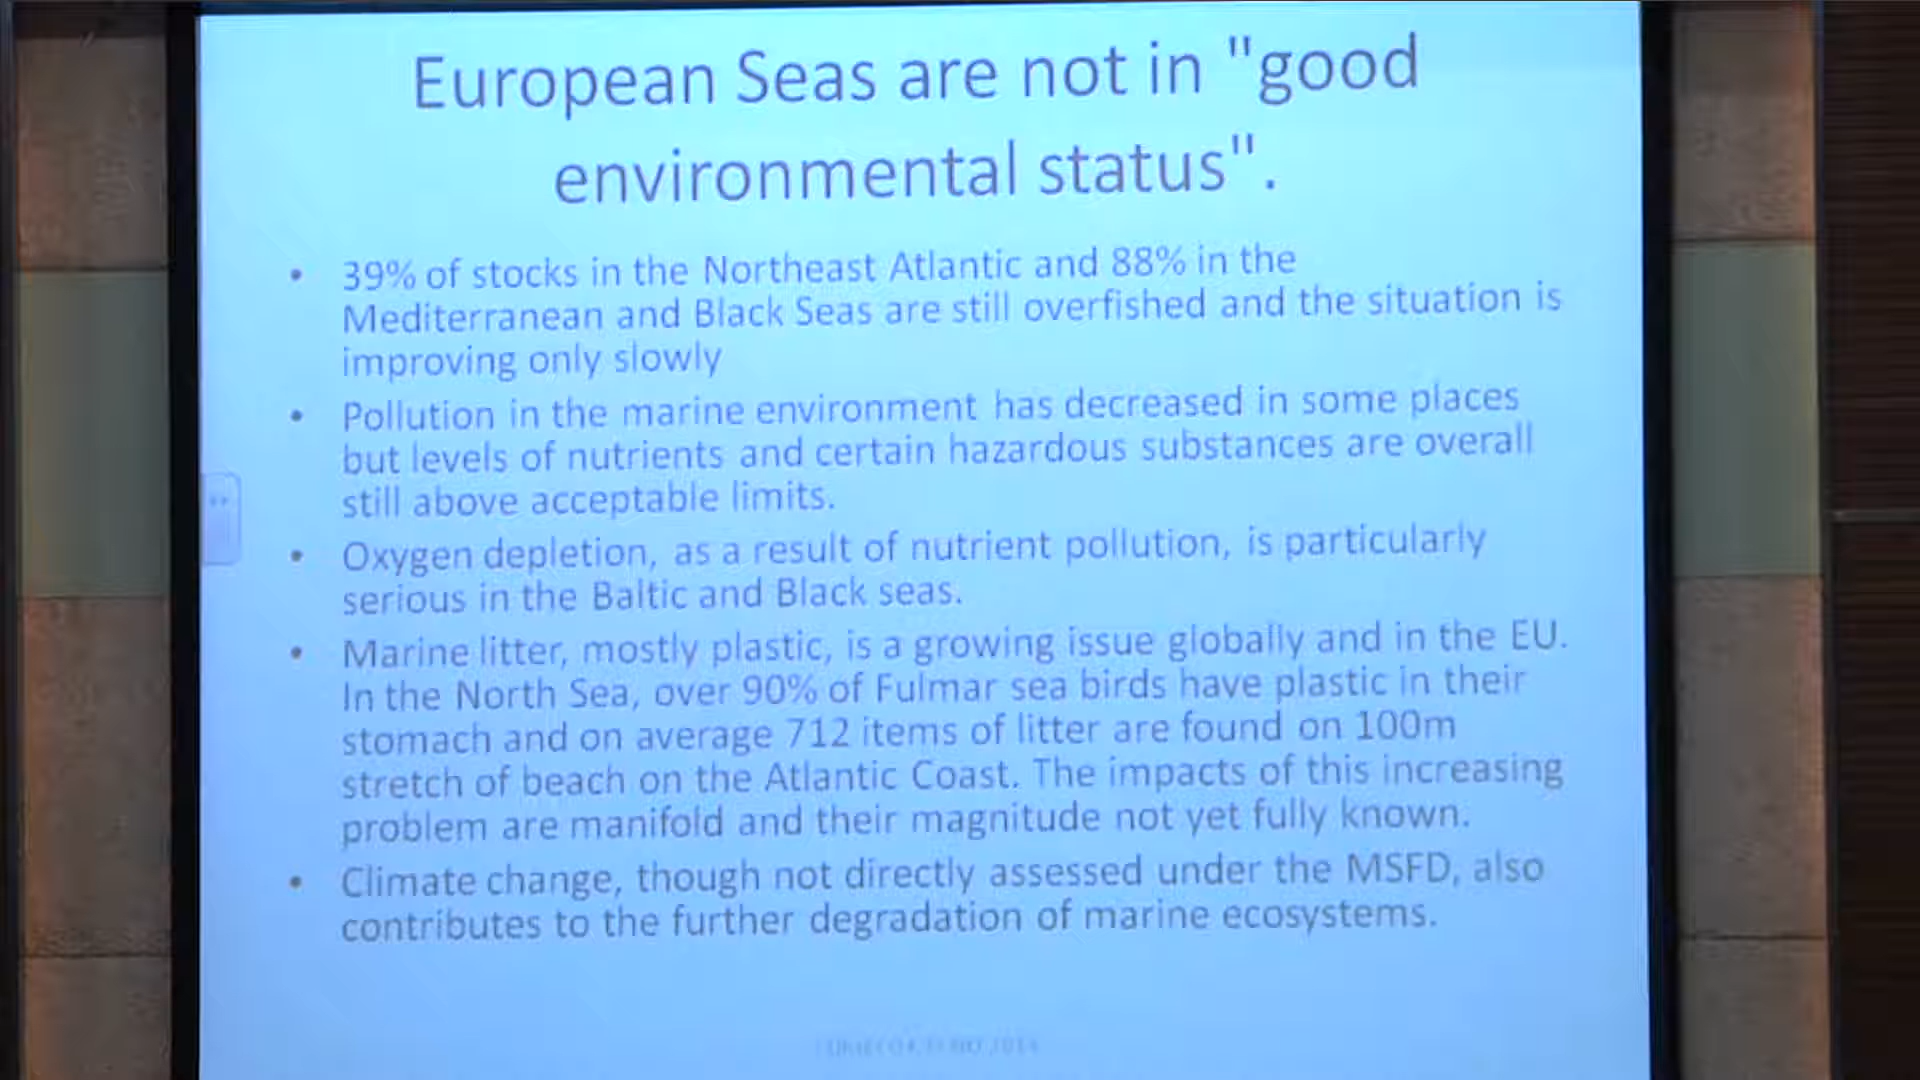 European Seas are not in "good
environmental status".
• 39% of stocks in the Northeast Atlantic and 88% in the
Mediterranean and Black Seas are still overfished and the situation is
improving only slowly
• Pollution in the marine environment has decreased in some places
but levels of nutrients and certain hazardous substances are overall
still above acceptable limits.
• Oxygen depletion, as a result of nutrient pollution, is particularly
serious in the Baltic and Black seas.
• Marine litter, mostly plastic, is a growing issue globally and in the EU.
In the North Sea, over 90% of Fulmar sea birds have plastic in their
stomach and on average 712 items of litter are found on 100m
stretch of beach on the Atlantic Coast. The impacts of this increasing
problem are manifold and their magnitude not yet fully known.
• Climate change, though not directly assessed under the MSFD, also
contributes to the further degradation of marine ecosystems.